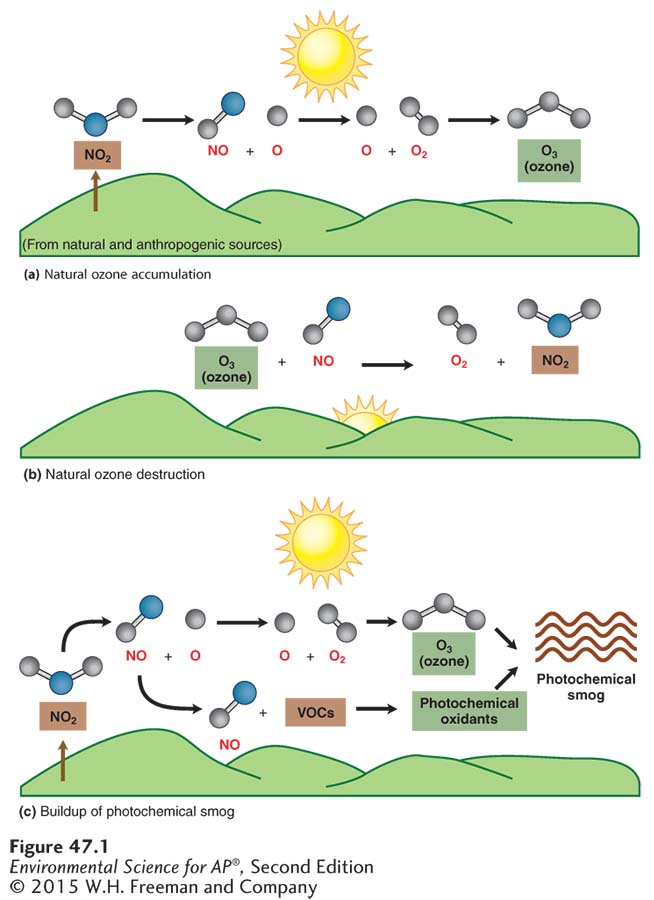 NO₂
NO + O
O + O₂
O₃
(ozone)
(From natural and anthropogenic sources)
(a) Natural ozone accumulation
O₃
(ozone)
+ NO
O₂ + NO₂
(b) Natural ozone destruction
NO + O
O + O₂
O₃
(ozone)
Photochemical
smog
NO₂
NO
+ VOCs
Photochemical
oxidants
(c) Buildup of photochemical smog
Figure 47.1
Environmental Science for AP®, Second Edition
© 2015 W.H. Freeman and Company